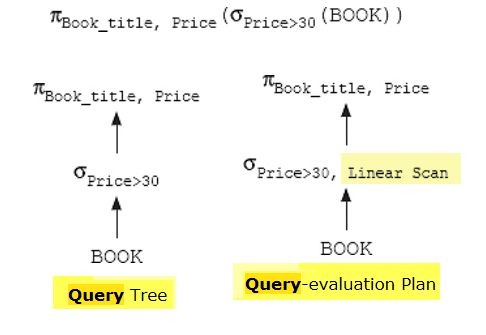 πBook_title, Price(σPrice>30(BOOK))
πBook_title, Price
σPrice>30
BOOK
Query Tree
πBook_title, Price
σPrice>30, Linear Scan
BOOK
Query-evaluation Plan